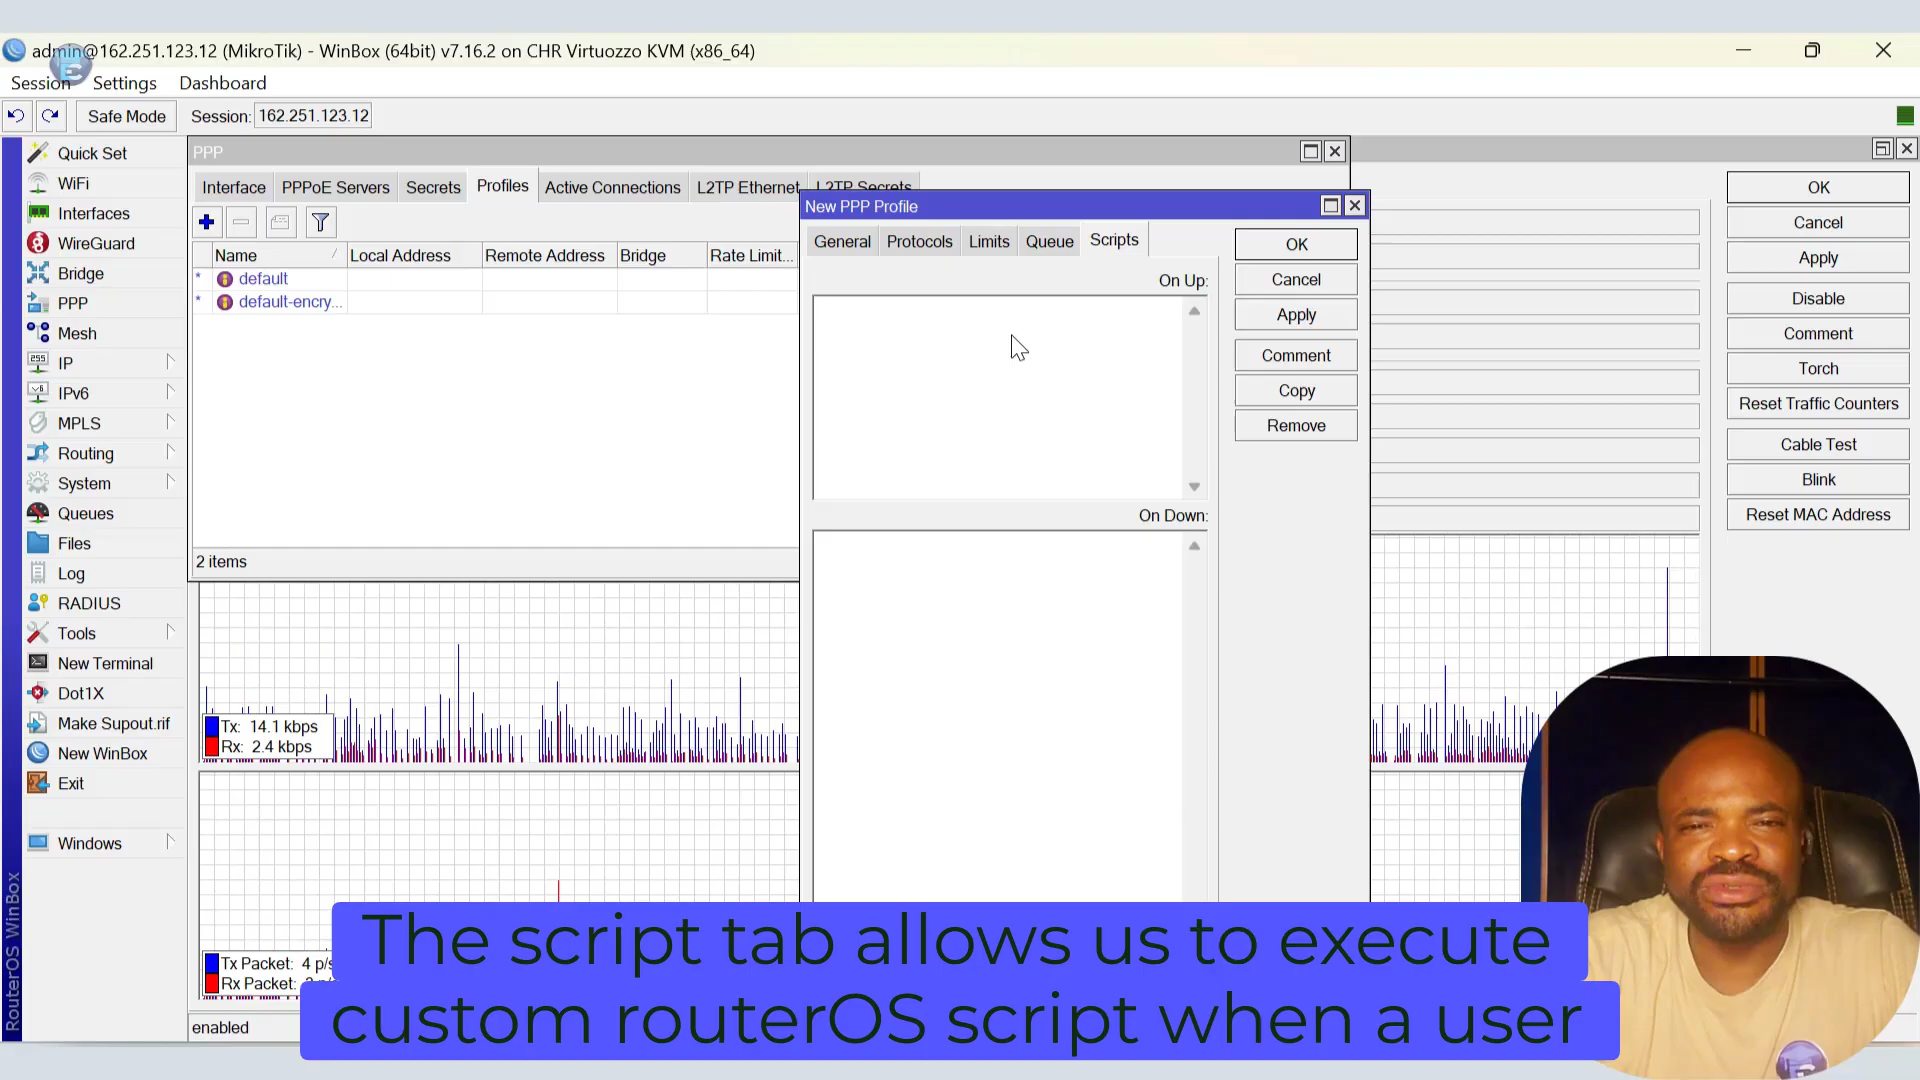 admin@162.251.123.12 (MikroTik) - WinBox (64bit) v7.16.2 on CHR Virtuozzo KVM (x86_64)
Session Settings Dashboard
Safe Mode Session: 162.251.123.12
Quick Set
WiFi
Interfaces
WireGuard
Bridge
PPP
Mesh
IP
IPv6
MPLS
Routing
System
Queues
Files
Log
RADIUS
Tools
New Terminal
Dot1X
Make Supout.rif
New WinBox
Exit
Windows
RouterOS WinBox
PPP
Interface PPPoE Servers Secrets Profiles Active Connections L2TP Ethernet L2TP Secrets
Name Local Address Remote Address Bridge Rate Limit...
* default
* default-encry...
2 items
Tx: 14.1 kbps
Rx: 2.4 kbps
Tx Packet: 4 p/s
Rx Packet:
enabled
New PPP Profile
General Protocols Limits Queue Scripts
On Up:
On Down:
OK
Cancel
Apply
Comment
Copy
Remove
OK
Cancel
Apply
Disable
Comment
Torch
Reset Traffic Counters
Cable Test
Blink
Reset MAC Address
The script tab allows us to execute
custom routerOS script when a user